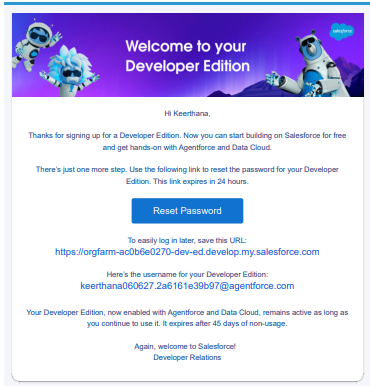 salesforce
Welcome to your
Developer Edition
Hi Keerthana,
Thanks for signing up for a Developer Edition. Now you can start building on Salesforce for free
and get hands-on with Agentforce and Data Cloud.
There's just one more step. Use the following link to reset the password for your Developer
Edition. This link expires in 24 hours.
Reset Password
To easily log in later, save this URL:
https://orgfarm-ac0b6e0270-dev-ed.develop.my.salesforce.com
Here's the username for your Developer Edition:
keerthana060627.2a6161e39b97@agentforce.com
Your Developer Edition, now enabled with Agentforce and Data Cloud, remains active as long as
you continue to use it. It expires after 45 days of non-usage.
Again, welcome to Salesforce!
Developer Relations